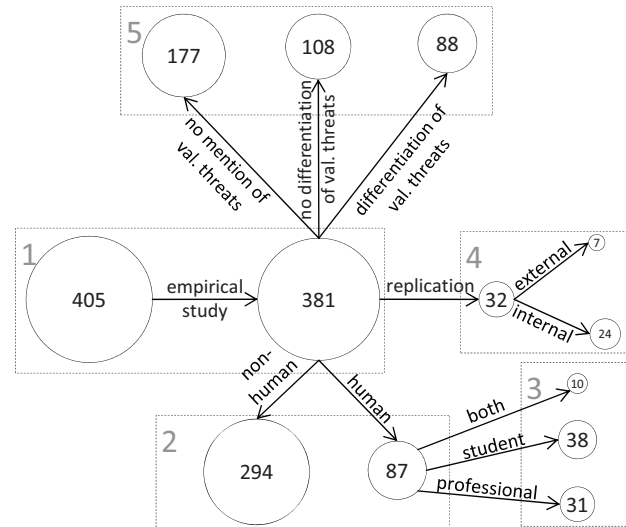 5
177
108
88
no mention of
val. threats
no differentiation
of val. threats
differentiation of
val. threats
1
405
empirical
study
381
replication
4
32
external
7
internal
24
non-
human
human
2
294
87
3
both
10
student
38
professional
31